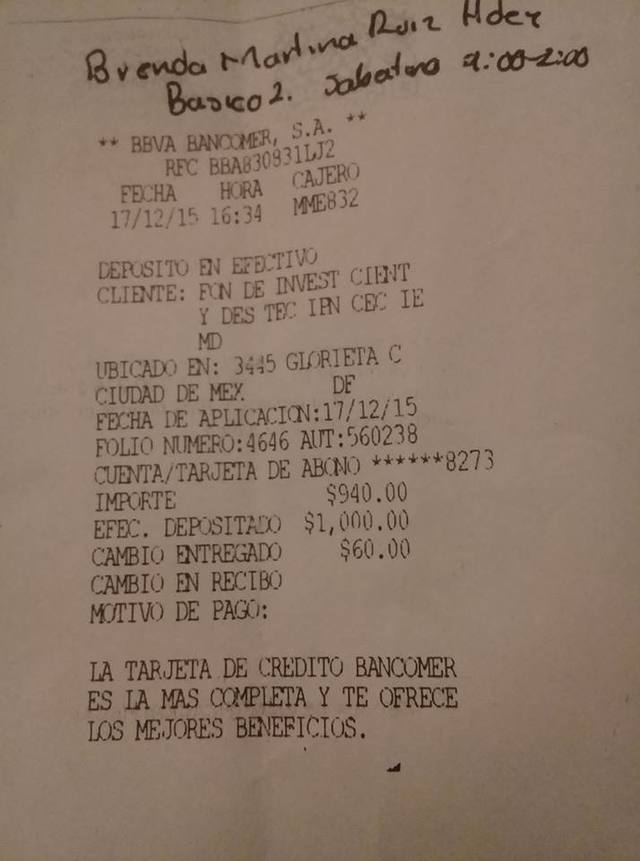 Brenda Martina Ruiz Hdez
Basico 2. Sabatino 9:00-2:00
** BBVA BANCOMER, S.A. **
RFC BBA830831LJ2
FECHA HORA CAJERO
17/12/15 16:34 MME832
DEPOSITO EN EFECTIVO
CLIENTE: FON DE INVEST CIENT
Y DES TEC IPN CEC IE
MD
UBICADO EN: 3445 GLORIETA C
CIUDAD DE MEX. DF
FECHA DE APLICACION:17/12/15
FOLIO NUMERO:4646 AUT:560238
CUENTA/TARJETA DE ABONO ******8273
IMPORTE $940.00
EFEC. DEPOSITADO $1,000.00
CAMBIO ENTREGADO $60.00
CAMBIO EN RECIBO
MOTIVO DE PAGO:
LA TARJETA DE CREDITO BANCOMER
ES LA MAS COMPLETA Y TE OFRECE
LOS MEJORES BENEFICIOS.